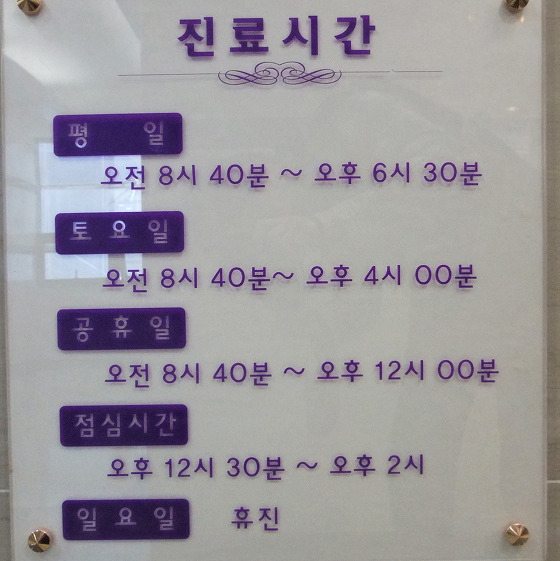 진료시간
평 일
오전 8시 40분 ~ 오후 6시 30분
토요일
오전 8시 40분~ 오후 4시 00분
공휴일
오전 8시 40분 ~ 오후 12시 00분
점심시간
오후 12시 30분 ~ 오후 2시
일요일 휴진